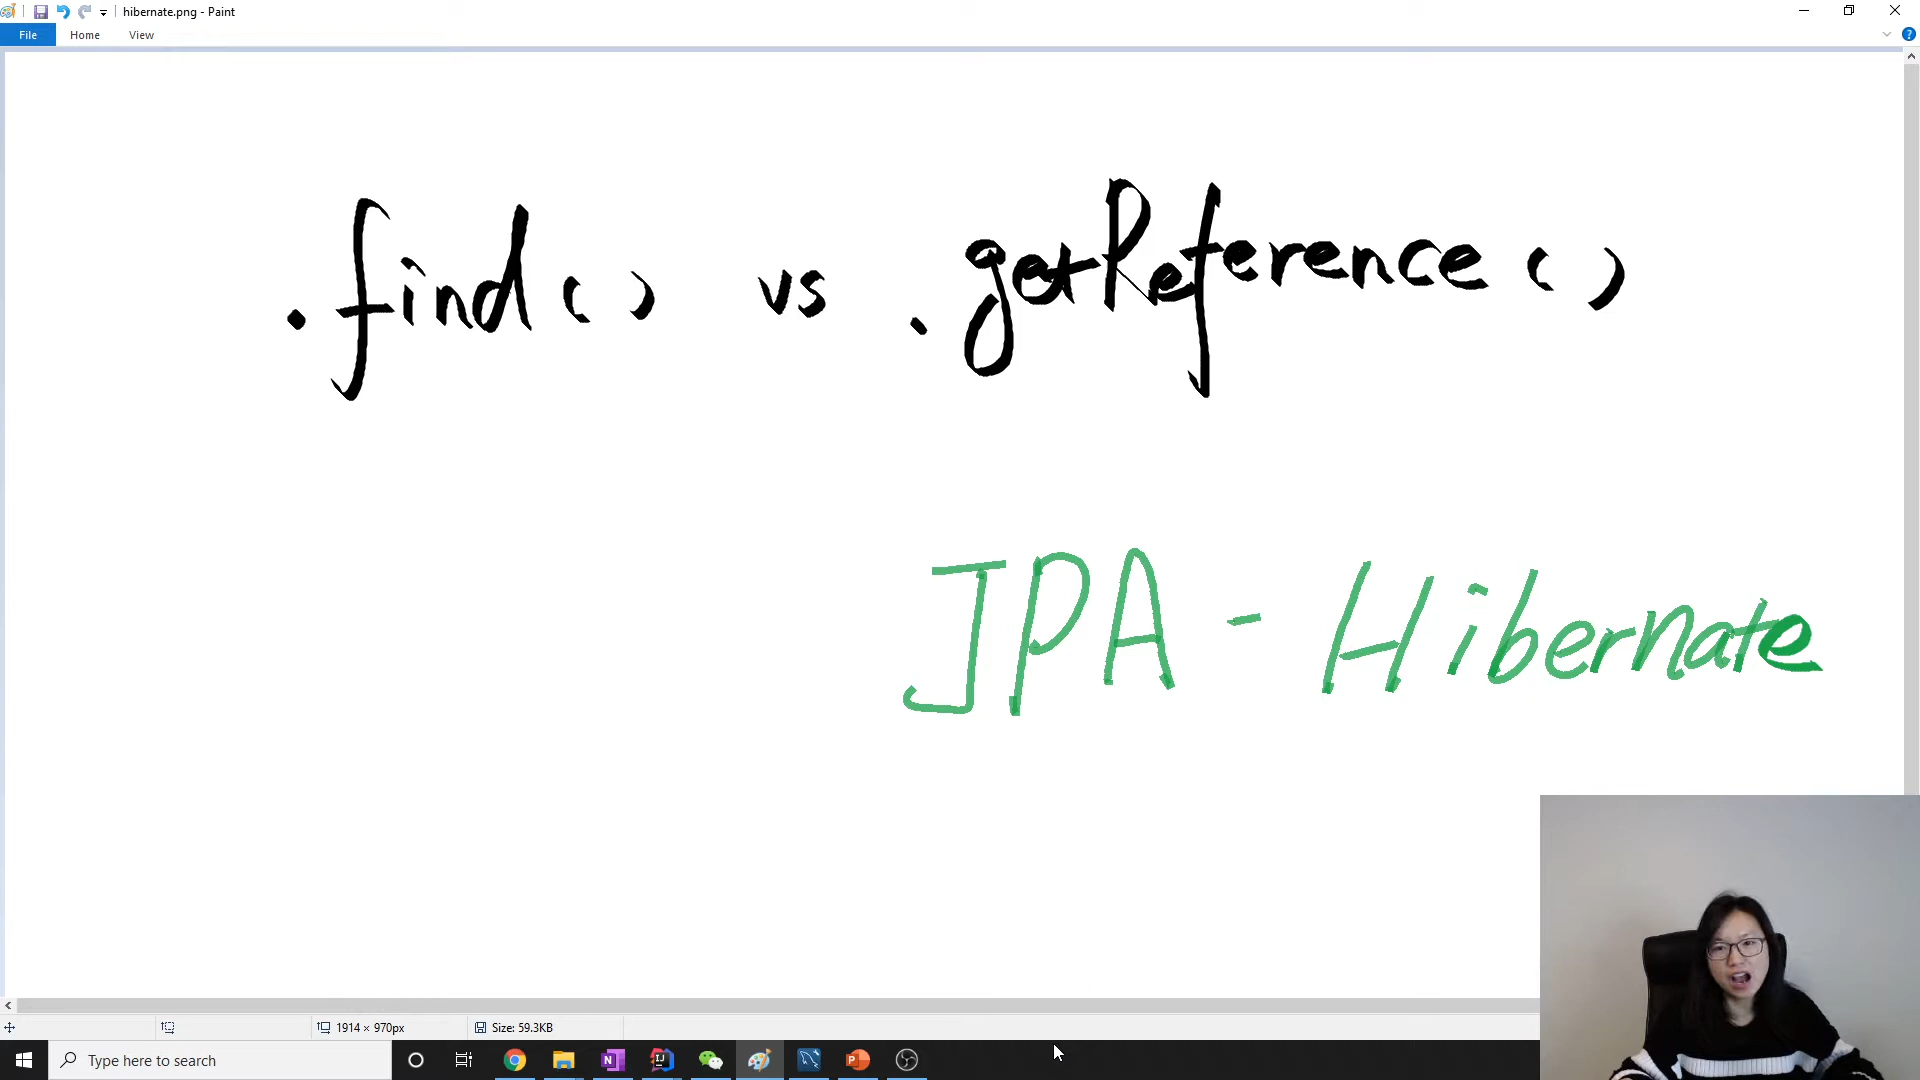 hibernate.png - Paint
File Home View
.find() vs .getReference()
JPA - Hibernate
1914 × 970px Size: 59.3KB
Type here to search